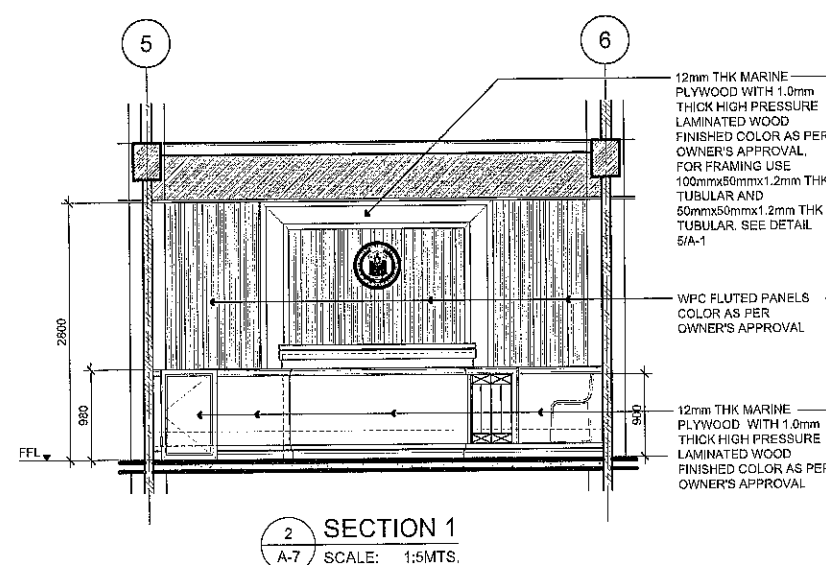 5
6
12mm THK MARINE
PLYWOOD WITH 1.0mm
THICK HIGH PRESSURE
LAMINATED WOOD
FINISHED COLOR AS PER
OWNER'S APPROVAL,
FOR FRAMING USE
100mmx50mmx1.2mm THK
TUBULAR AND
50mmx50mmx1.2mm THK
TUBULAR. SEE DETAIL
5/A-1
WPC FLUTED PANELS
COLOR AS PER
OWNER'S APPROVAL
2800
980
900
12mm THK MARINE
PLYWOOD WITH 1.0mm
THICK HIGH PRESSURE
LAMINATED WOOD
FINISHED COLOR AS PER
OWNER'S APPROVAL
FFL
2 SECTION 1
A-7 SCALE: 1:5MTS.